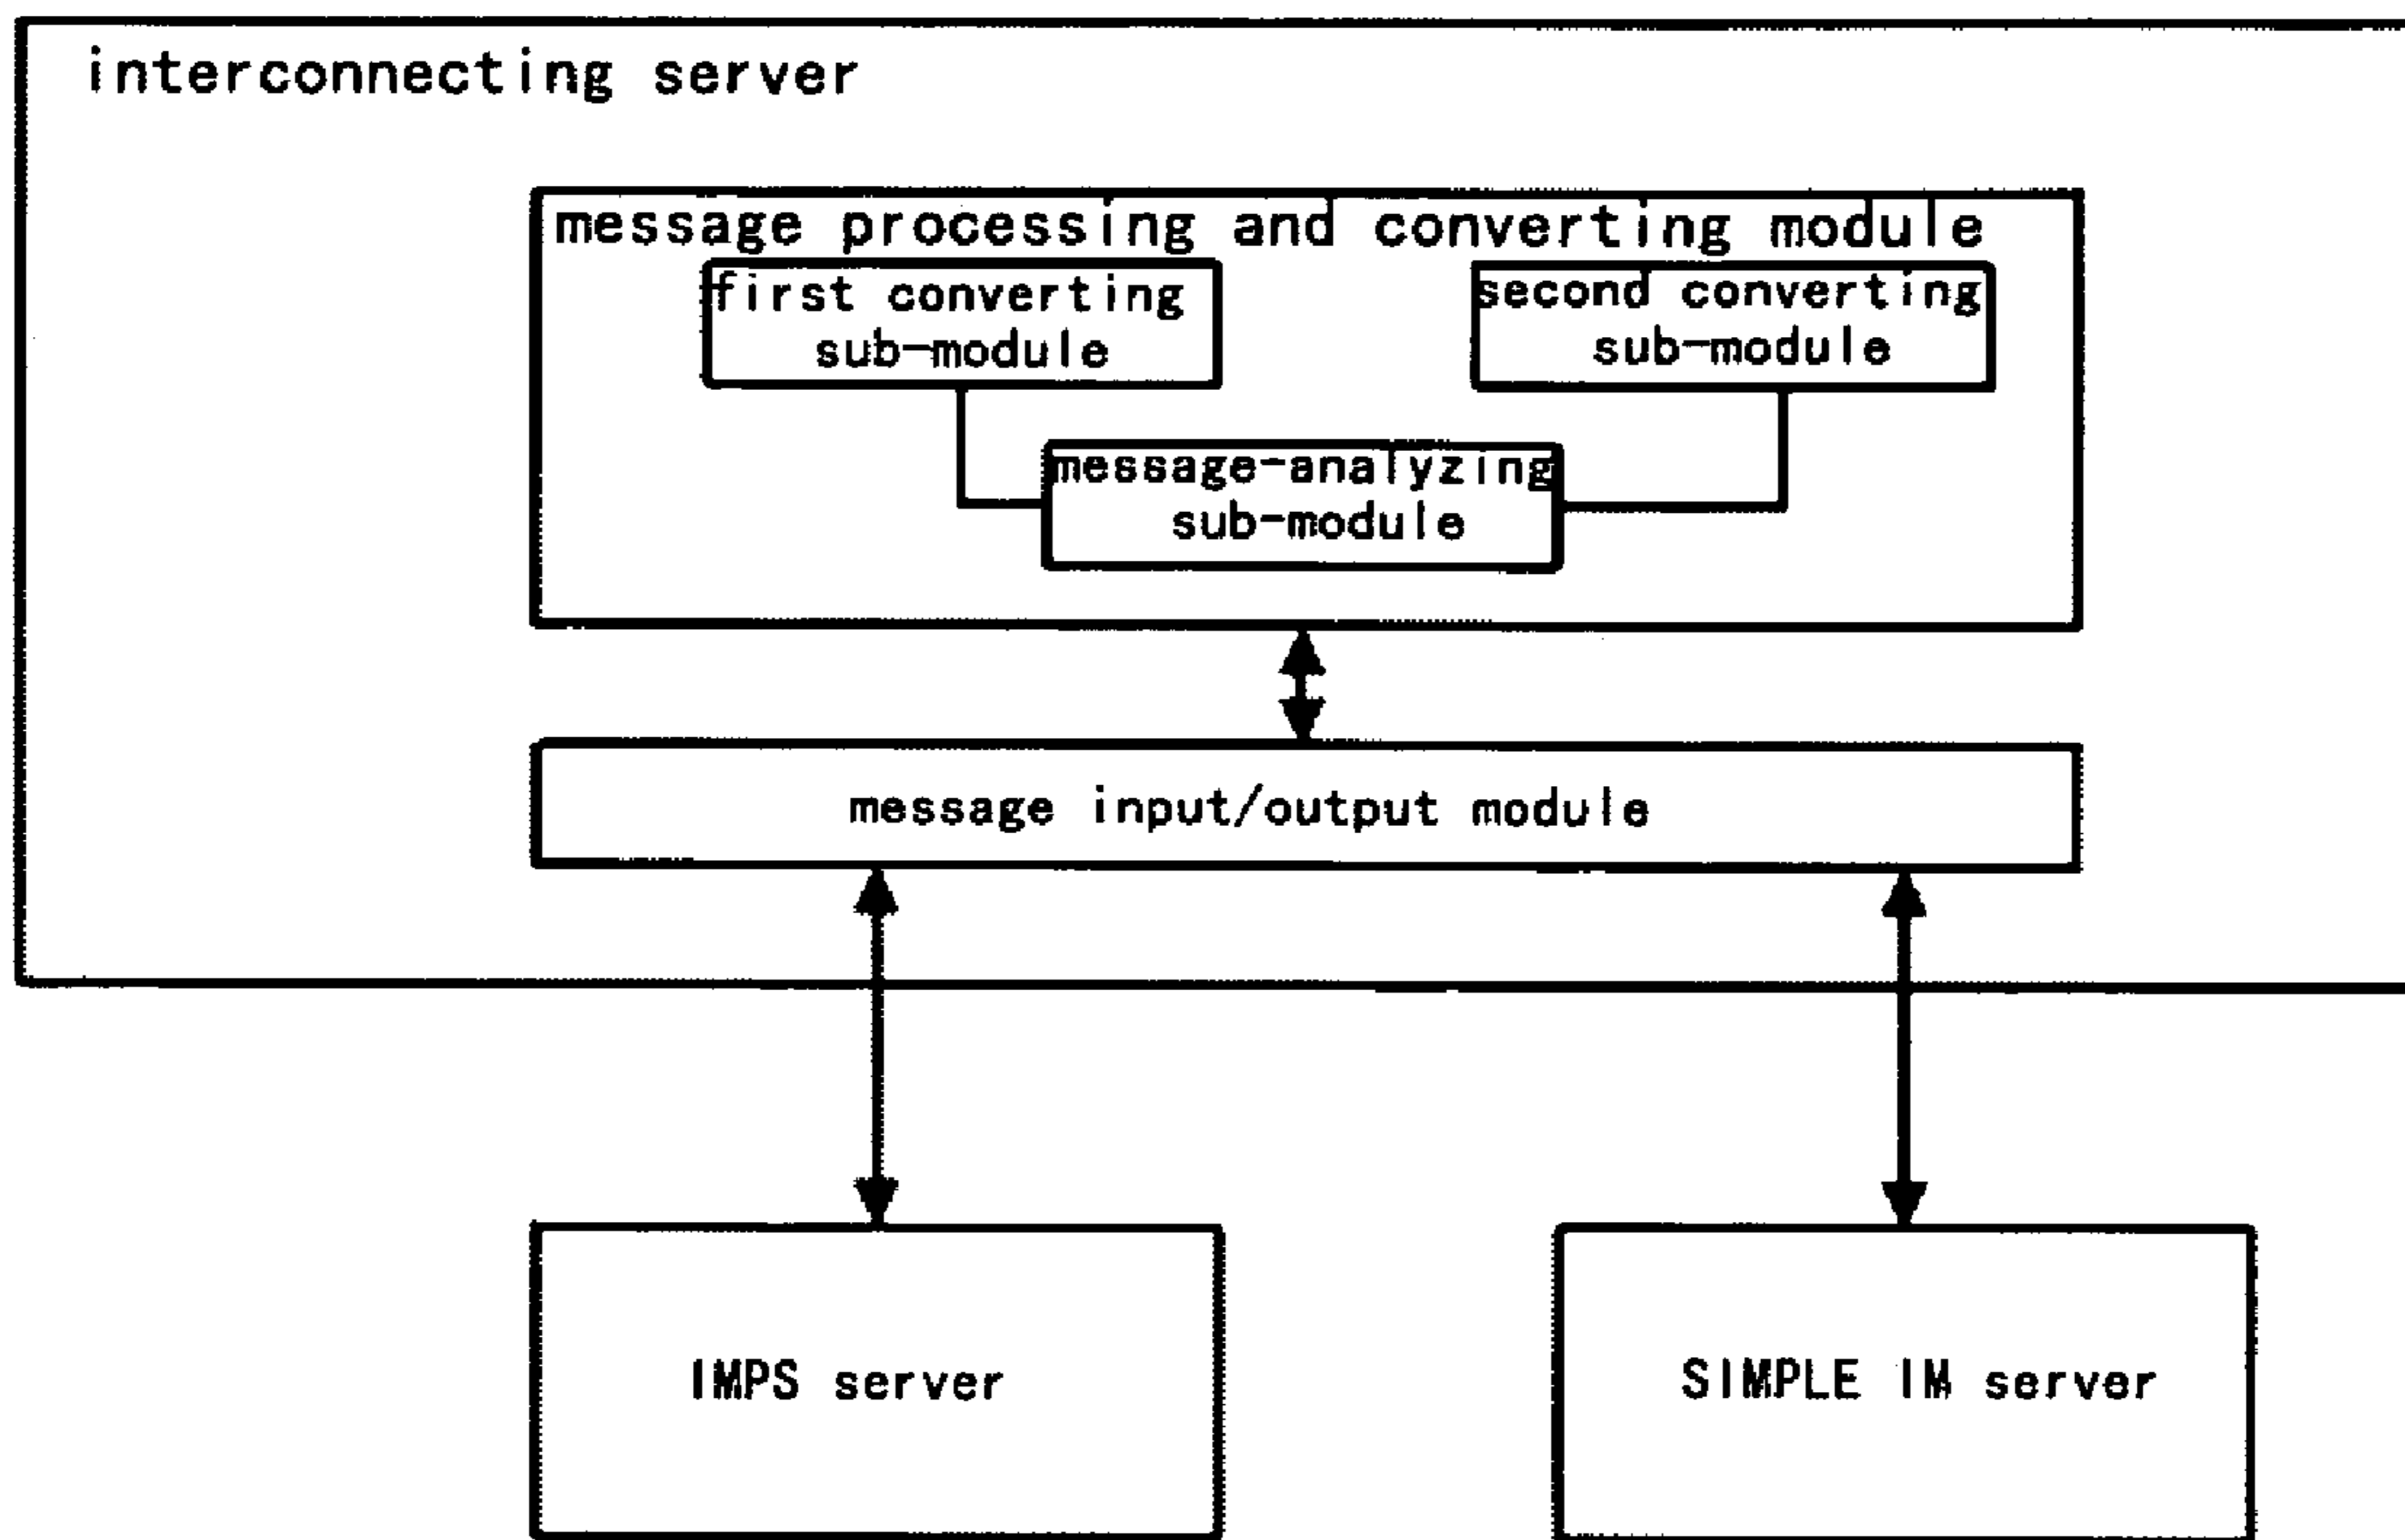 interconnecting server
message processing and converting module
first converting
sub-module
second converting
sub-module
message-analyzing
sub-module
message input/output module
IMPS server
SIMPLE IM server